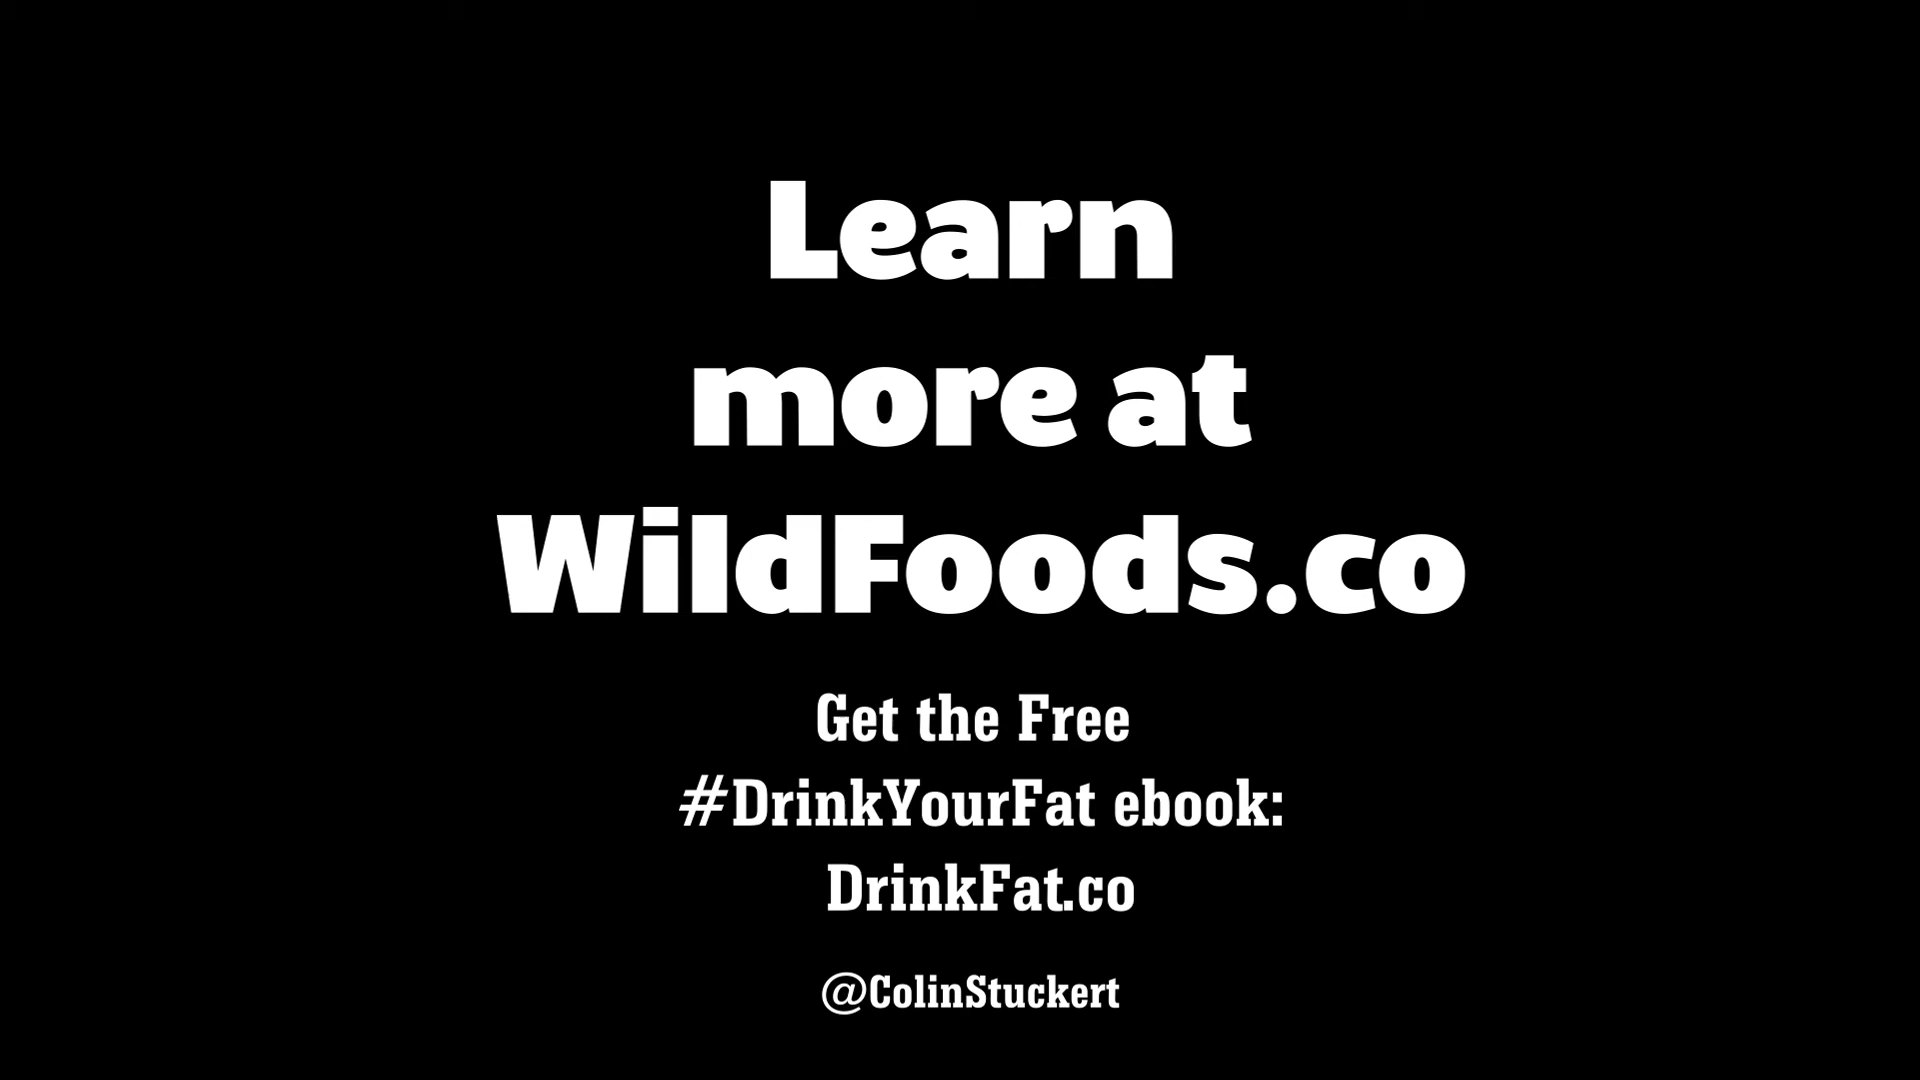 Learn
more at
WildFoods.co
Get the Free
#DrinkYourFat ebook:
DrinkFat.co
@ColinStuckert